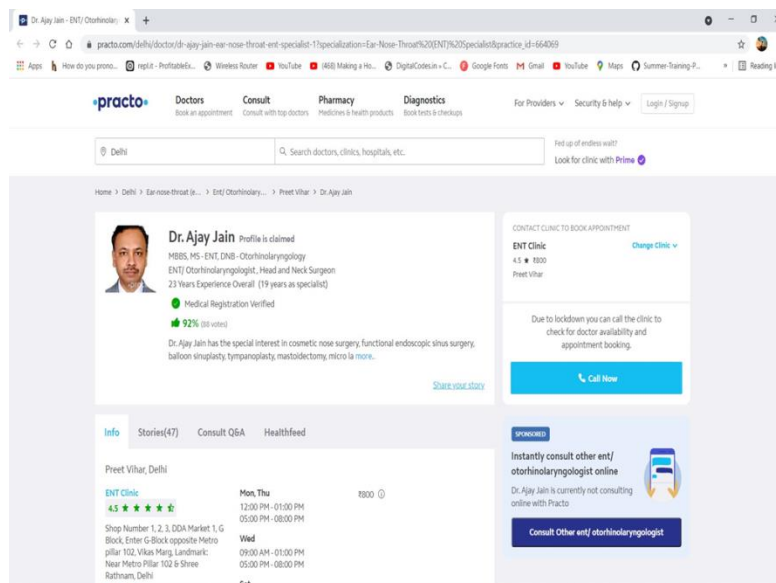 Dr. Ajay Jain - ENT/ Otorhinolary
practo.com/delhi/doctor/dr-ajay-jain-ear-nose-throat-ent-specialist-1?specialization=Ear-Nose-Throat%20(ENT)%20Specialist&practice_id=664069
Apps How do you prono... repl.it - ProfitableEx... Wireless Router YouTube (468) Making a Ho... DigitalCodes.in « C... Google Fonts Gmail YouTube Maps Summer-Training-P... » Reading li
•practo• Doctors Consult Pharmacy Diagnostics For Providers Security & help Login / Signup
Book an appointment Consult with top doctors Medicines & health products Book tests & checkups
Delhi Search doctors, clinics, hospitals, etc. Fed up of endless wait?
Look for clinic with Prime
Home > Delhi > Ear-nose-throat (e... > Ent/ Otorhinolary... > Preet Vihar > Dr. Ajay Jain
Dr. Ajay Jain Profile is claimed
MBBS, MS - ENT, DNB - Otorhinolaryngology
ENT/ Otorhinolaryngologist , Head and Neck Surgeon
23 Years Experience Overall (19 years as specialist)
Medical Registration Verified
92% (88 votes)
Dr. Ajay Jain has the special interest in cosmetic nose surgery, functional endoscopic sinus surgery,
balloon sinuplasty, tympanoplasty, mastoidectomy, micro la more..
Share your story
CONTACT CLINIC TO BOOK APPOINTMENT
ENT Clinic Change Clinic
4.5 ★ ₹800
Preet Vihar
Due to lockdown you can call the clinic to
check for doctor availability and
appointment booking.
Call Now
Info Stories(47) Consult Q&A Healthfeed
Preet Vihar, Delhi
ENT Clinic Mon, Thu ₹800
4.5 12:00 PM - 01:00 PM
05:00 PM - 08:00 PM
Shop Number 1, 2, 3, DDA Market 1, G
Block, Enter G-Block opposite Metro Wed
pillar 102, Vikas Marg, Landmark: 09:00 AM - 01:00 PM
Near Metro Pillar 102 & Shree 05:00 PM - 08:00 PM
Rathnam, Delhi
SPONSORED
Instantly consult other ent/
otorhinolaryngologist online
Dr. Ajay Jain is currently not consulting
online with Practo
Consult Other ent/ otorhinolaryngologist